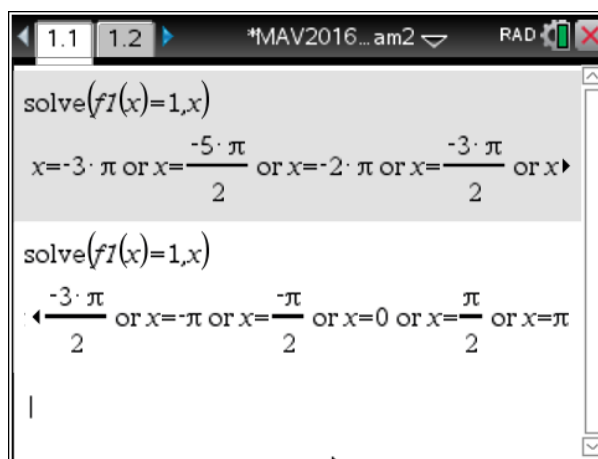 1.1 1.2 *MAV2016…am2 RAD
solve(f1(x)=1,x)
x=-3·π or x=-5·π/2 or x=-2·π or x=-3·π/2 or x
solve(f1(x)=1,x)
-3·π/2 or x=-π or x=-π/2 or x=0 or x=π/2 or x=π